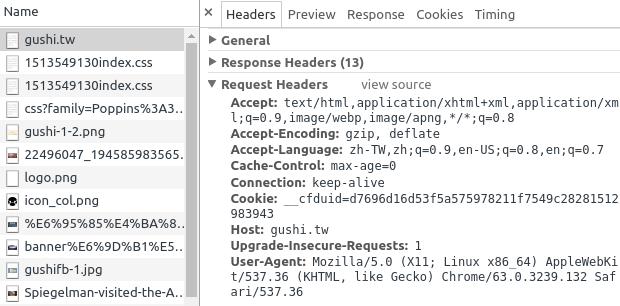 Name
gushi.tw
1513549130index.css
1513549130index.css
css?family=Poppins%3A3...
gushi-1-2.png
22496047_194585983565...
logo.png
icon_col.png
%E6%95%85%E4%BA%8...
banner%E6%9D%B1%E5...
gushifb-1.jpg
Spiegelman-visited-the-A...
× Headers Preview Response Cookies Timing
▶ General
▶ Response Headers (13)
▼ Request Headers view source
Accept: text/html,application/xhtml+xml,application/xm
l;q=0.9,image/webp,image/apng,*/*;q=0.8
Accept-Encoding: gzip, deflate
Accept-Language: zh-TW,zh;q=0.9,en-US;q=0.8,en;q=0.7
Cache-Control: max-age=0
Connection: keep-alive
Cookie: __cfduid=d7696d16d53f5a575978211f7549c28281512
983943
Host: gushi.tw
Upgrade-Insecure-Requests: 1
User-Agent: Mozilla/5.0 (X11; Linux x86_64) AppleWebKi
t/537.36 (KHTML, like Gecko) Chrome/63.0.3239.132 Saf
ari/537.36